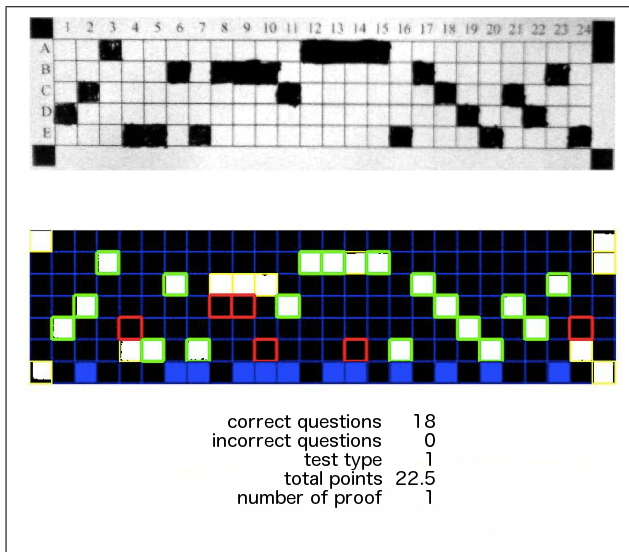 1 2 3 4 5 6 7 8 9 10 11 12 13 14 15 16 17 18 19 20 21 22 23 24
A
B
C
D
E
correct questions 18
incorrect questions 0
test type 1
total points 22.5
number of proof 1